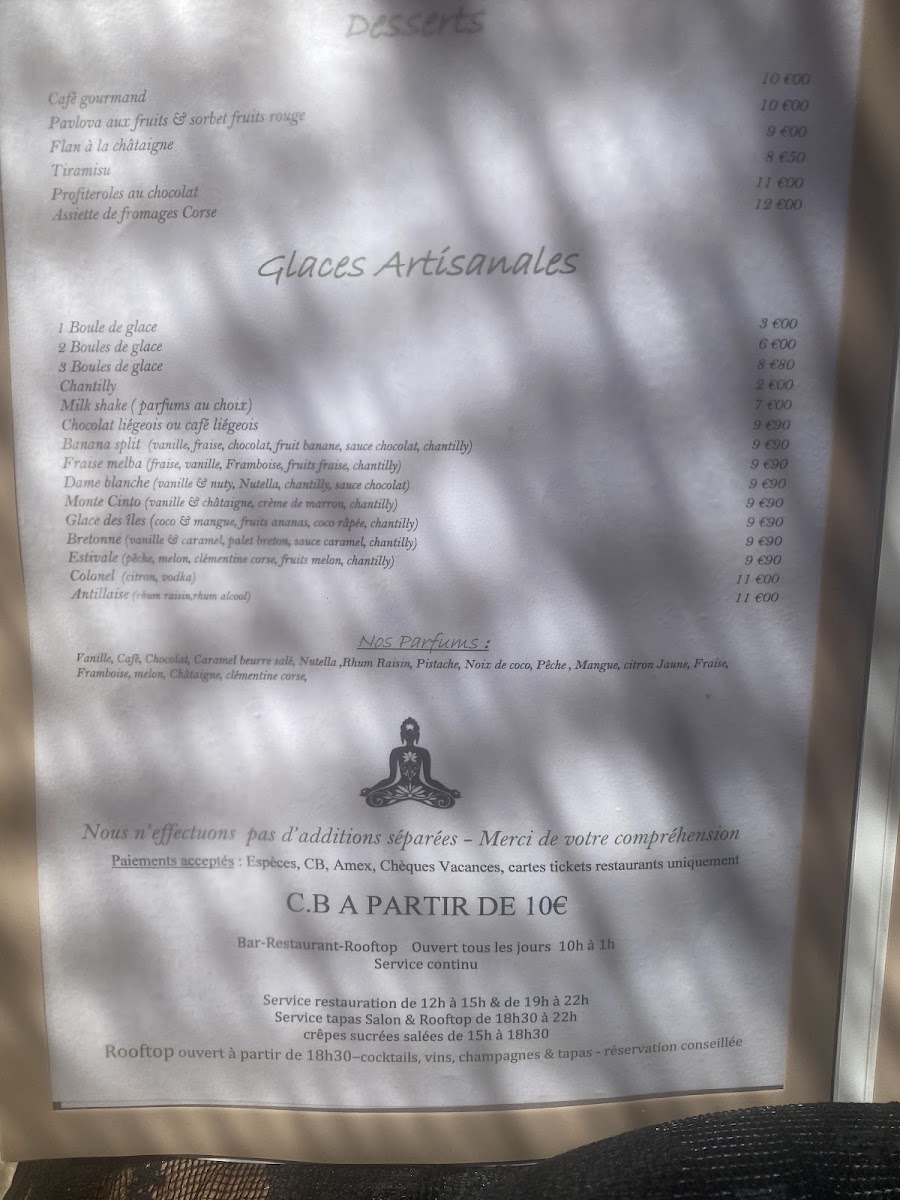 Desserts
Café gourmand 10 €00
Pavlova aux fruits & sorbet fruits rouge 10 €00
Flan à la châtaigne 9 €00
Tiramisu 8 €50
Profiteroles au chocolat 11 €00
Assiette de fromages Corse 12 €00
Glaces Artisanales
1 Boule de glace 3 €00
2 Boules de glace 6 €00
3 Boules de glace 8 €80
Chantilly 2 €00
Milk shake ( parfums au choix) 7 €00
Chocolat liégeois ou café liégeois 9 €90
Banana split (vanille, fraise, chocolat, fruit banane, sauce chocolat, chantilly) 9 €90
Fraise melba (fraise, vanille, Framboise, fruits fraise, chantilly) 9 €90
Dame blanche (vanille & nuty, Nutella, chantilly, sauce chocolat) 9 €90
Monte Cinto (vanille & châtaigne, crème de marron, chantilly) 9 €90
Glace des îles (coco & mangue, fruits ananas, coco râpée, chantilly) 9 €90
Bretonne (vanille & caramel, palet breton, sauce caramel, chantilly) 9 €90
Estivale (pêche, melon, clémentine corse, fruits melon, chantilly) 9 €90
Colonel (citron, vodka) 11 €00
Antillaise (rhum raisin,rhum alcool) 11 €00
Nos Parfums :
Vanille, Café, Chocolat, Caramel beurre salé, Nutella ,Rhum Raisin, Pistache, Noix de coco, Pêche , Mangue, citron Jaune, Fraise,
Framboise, melon, Châtaigne, clémentine corse,
Nous n'effectuons pas d'additions séparées – Merci de votre compréhension
Paiements acceptés : Espèces, CB, Amex, Chèques Vacances, cartes tickets restaurants uniquement
C.B A PARTIR DE 10€
Bar-Restaurant-Rooftop Ouvert tous les jours 10h à 1h
Service continu
Service restauration de 12h à 15h & de 19h à 22h
Service tapas Salon & Rooftop de 18h30 à 22h
crêpes sucrées salées de 15h à 18h30
Rooftop ouvert à partir de 18h30–cocktails, vins, champagnes & tapas - réservation conseillée